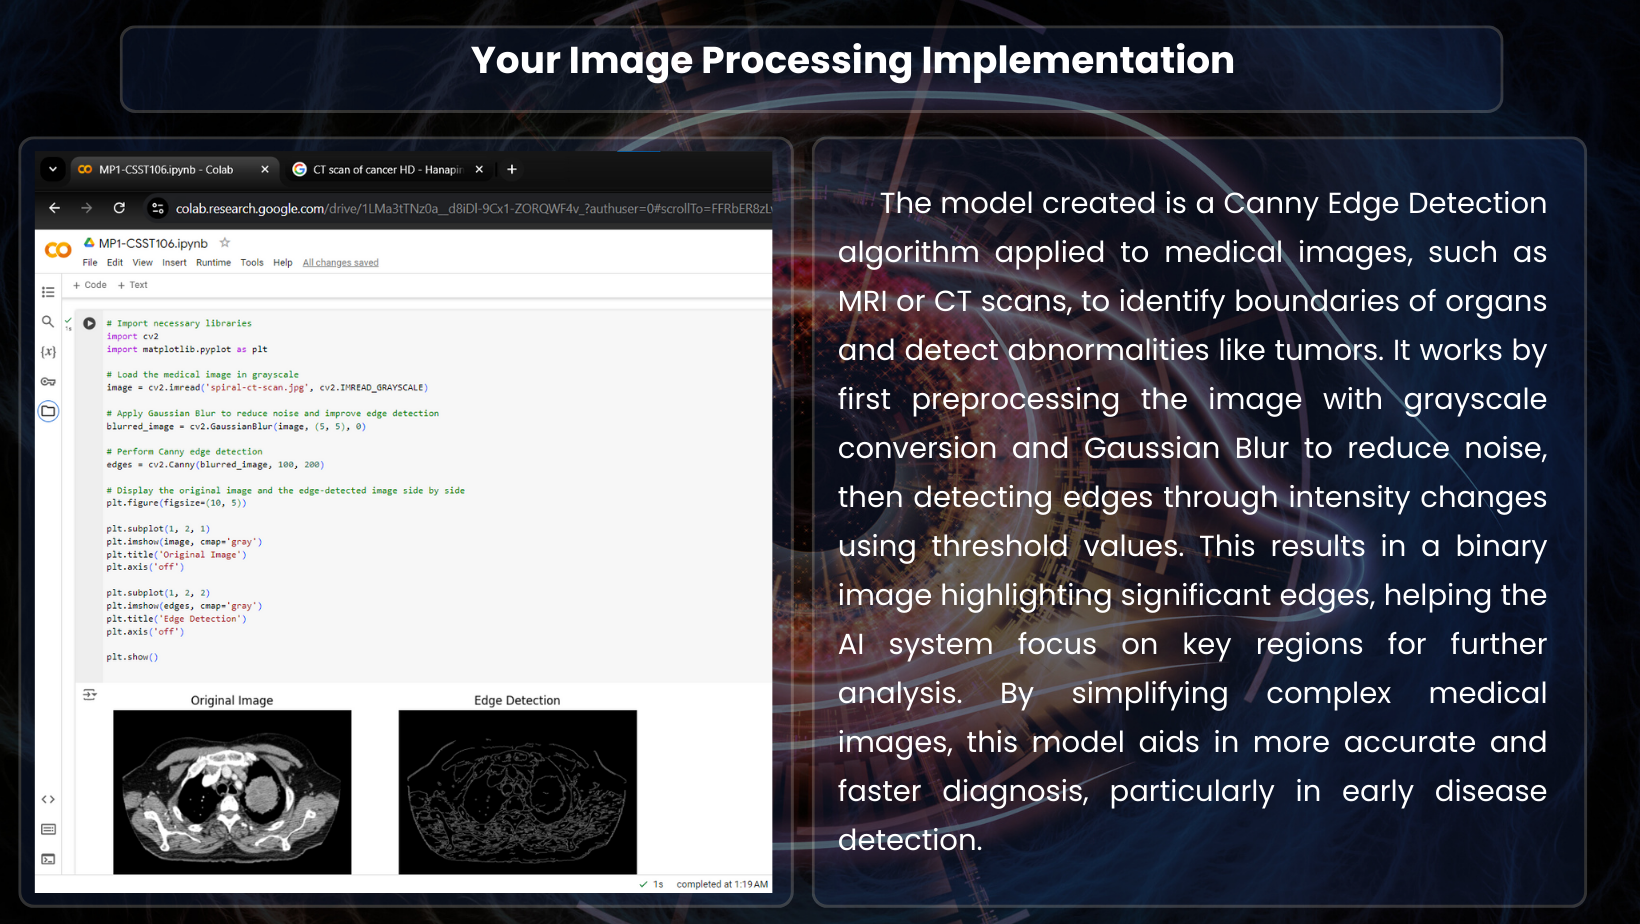 Your Image Processing Implementation
MP1-CSST106.ipynb - Colab
CT scan of cancer HD - Hanapin
colab.research.google.com/drive/1LMa3tTNz0a__d8iDl-9Cx1-ZORQWF4v_?authuser=0#scrollTo=FFRbER8zL
MP1-CSST106.ipynb
File Edit View Insert Runtime Tools Help All changes saved
+ Code + Text
1s
# Import necessary libraries
import cv2
import matplotlib.pyplot as plt
# Load the medical image in grayscale
image = cv2.imread('spiral-ct-scan.jpg', cv2.IMREAD_GRAYSCALE)
# Apply Gaussian Blur to reduce noise and improve edge detection
blurred_image = cv2.GaussianBlur(image, (5, 5), 0)
# Perform Canny edge detection
edges = cv2.Canny(blurred_image, 100, 200)
# Display the original image and the edge-detected image side by side
plt.figure(figsize=(10, 5))
plt.subplot(1, 2, 1)
plt.imshow(image, cmap='gray')
plt.title('Original Image')
plt.axis('off')
plt.subplot(1, 2, 2)
plt.imshow(edges, cmap='gray')
plt.title('Edge Detection')
plt.axis('off')
plt.show()
Original Image
Edge Detection
1s completed at 1:19 AM
The model created is a Canny Edge Detection
algorithm applied to medical images, such as
MRI or CT scans, to identify boundaries of organs
and detect abnormalities like tumors. It works by
first preprocessing the image with grayscale
conversion and Gaussian Blur to reduce noise,
then detecting edges through intensity changes
using threshold values. This results in a binary
image highlighting significant edges, helping the
AI system focus on key regions for further
analysis. By simplifying complex medical
images, this model aids in more accurate and
faster diagnosis, particularly in early disease
detection.